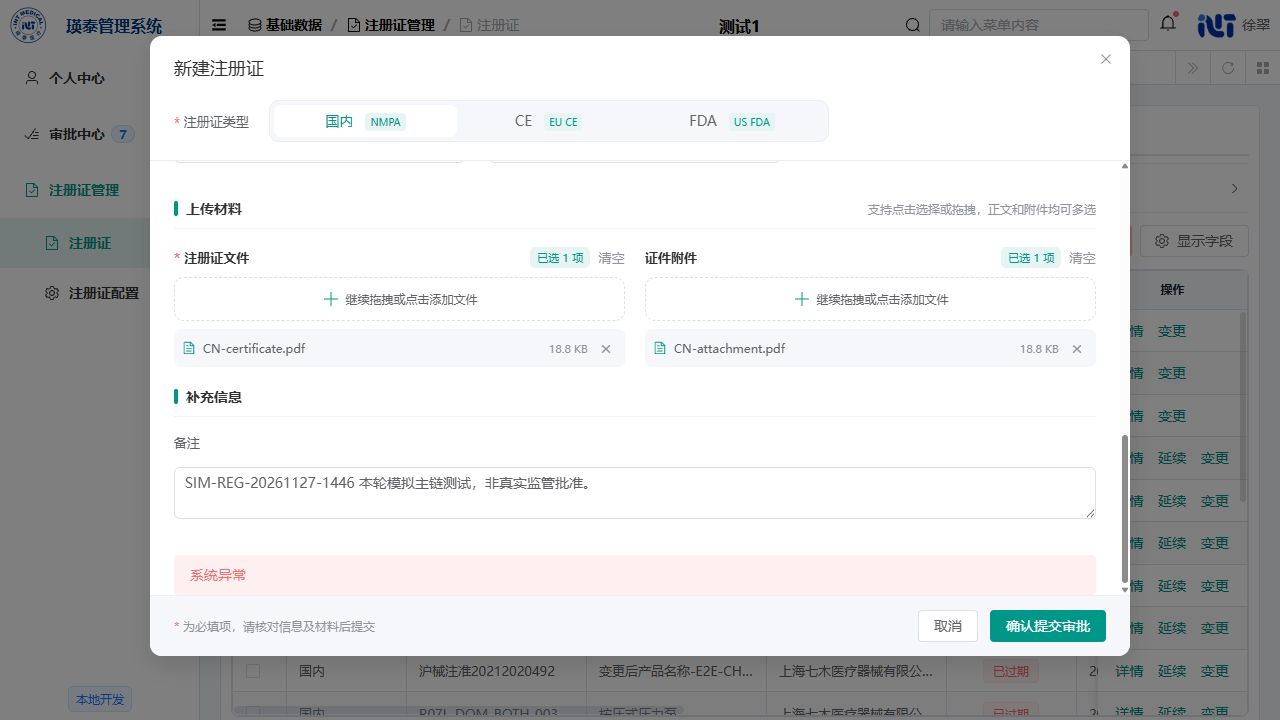 瑛泰管理系统
基础数据 / 注册证管理 / 注册证
测试1
请输入菜单内容
徐翠
个人中心
审批中心 7
注册证管理
注册证
注册证配置
本地开发
新建注册证
* 注册证类型
国内 NMPA
CE EU CE
FDA US FDA
上传材料
支持点击选择或拖拽，正文和附件均可多选
* 注册证文件 已选 1 项 清空
证件附件 已选 1 项 清空
继续拖拽或点击添加文件
继续拖拽或点击添加文件
CN-certificate.pdf 18.8 KB
CN-attachment.pdf 18.8 KB
补充信息
备注
SIM-REG-20261127-1446 本轮模拟主链测试，非真实监管批准。
系统异常
* 为必填项，请核对信息及材料后提交
取消
确认提交审批
显示字段
操作
情 变更
情 变更
情 变更
情 延续 变更
情 延续 变更
情 延续 变更
情 延续 变更
情 延续 变更
国内 沪械注准20212020492 变更后产品名称-E2E-CH... 上海七木医疗器械有限公... 已过期 20 详情 延续 变更
国内 R07L_DOM_BOTH_003 按压式压力泵 上海七木医疗器械有限公... 已过期 20 详情 延续 变更